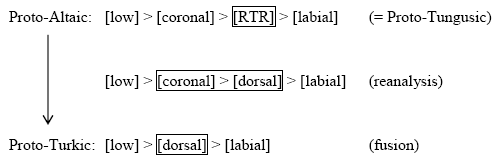 Proto-Altaic: [low] > [coronal] > [RTR] > [labial] (= Proto-Tungusic)
[low] > [coronal] > [dorsal] > [labial] (reanalysis)
Proto-Turkic: [low] > [dorsal] > [labial] (fusion)